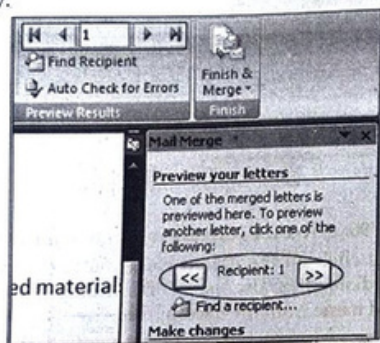 1
Find Recipient
Auto Check for Errors
Preview Results
Finish &
Merge
Finish
Mail Merge
Preview your letters
One of the merged letters is
previewed here. To preview
another letter, click one of the
following:
<< Recipient: 1 >>
Find a recipient...
Make changes
ed material